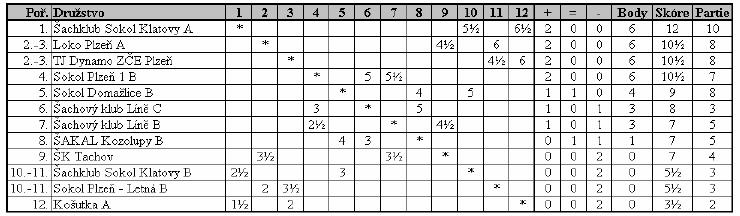 Poř. Družstvo 1 2 3 4 5 6 7 8 9 10 11 12 + = - Body Skóre Partie
1. Šachklub Sokol Klatovy A * 5½ 6½ 2 0 0 6 12 10
2.-3. Loko Plzeň A * 4½ 6 2 0 0 6 10½ 8
2.-3. TJ Dynamo ZČE Plzeň * 4½ 6 2 0 0 6 10½ 8
4. Sokol Plzeň 1 B * 5 5½ 2 0 0 6 10½ 7
5. Sokol Domažlice B * 4 5 1 1 0 4 9 8
6. Šachový klub Líně C 3 * 5 1 0 1 3 8 3
7. Šachový klub Líně B 2½ * 4½ 1 0 1 3 7 5
8. ŠAKAL Kozolupy B 4 3 * 0 1 1 1 7 5
9. ŠK Tachov 3½ 3½ * 0 0 2 0 7 4
10.-11. Šachklub Sokol Klatovy B 2½ 3 * 0 0 2 0 5½ 3
10.-11. Sokol Plzeň - Letná B 2 3½ * 0 0 2 0 5½ 3
12. Košutka A 1½ 2 * 0 0 2 0 3½ 2